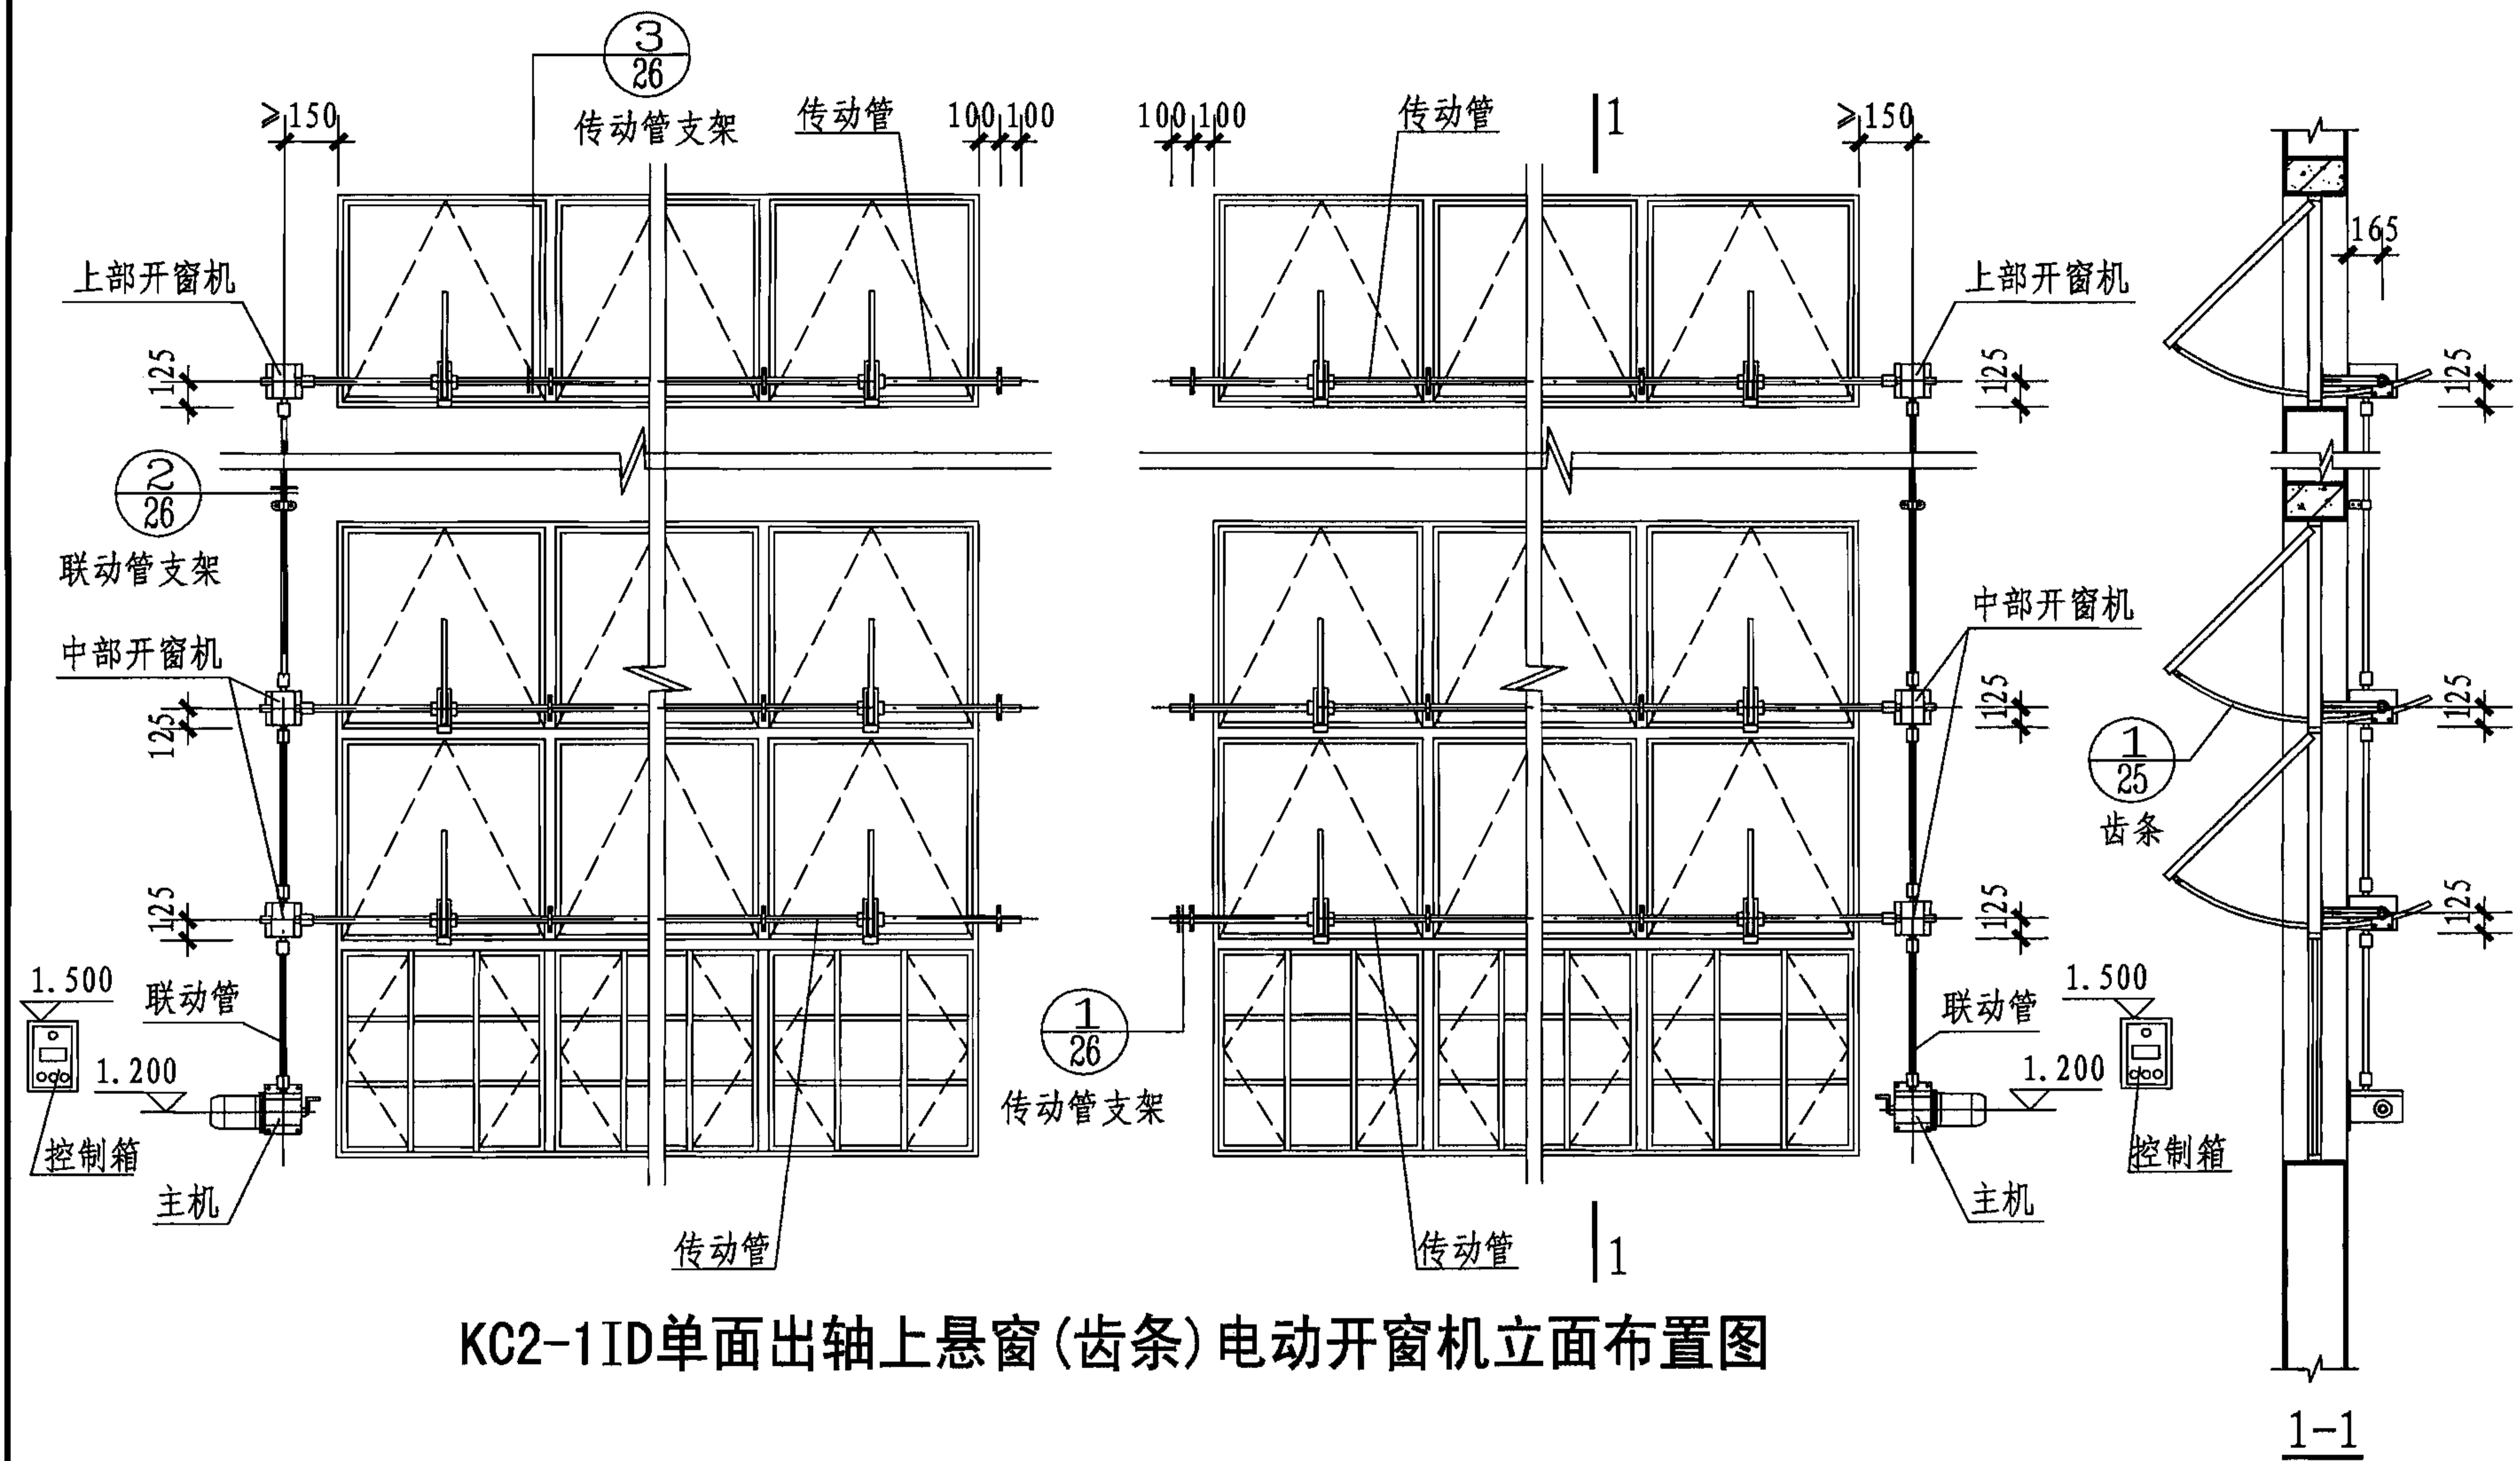 3
26
传动管支架
传动管
≥150
100 100
上部开窗机
125
2
26
联动管支架
中部开窗机
125
125
1.500
联动管
1.200
控制箱
主机
传动管
100 100
传动管
1
≥150
上部开窗机
125
中部开窗机
125
125
1
26
传动管支架
1.500
联动管
1.200
控制箱
主机
传动管
1
165
125
125
1
25
齿条
125
KC2-1ID单面出轴上悬窗(齿条)电动开窗机立面布置图
1-1